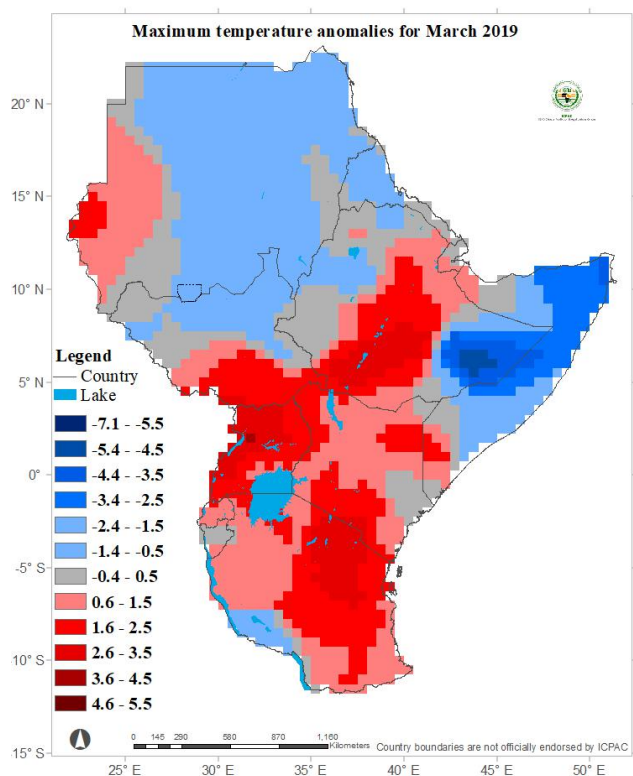 Maximum temperature anomalies for March 2019
20° N
15° N
10° N
5° N
0°
-5° S
-10° S
-15° S
Legend
Country
Lake
-7.1 - -5.5
-5.4 - -4.5
-4.4 - -3.5
-3.4 - -2.5
-2.4 - -1.5
-1.4 - -0.5
-0.4 - 0.5
0.6 - 1.5
1.6 - 2.5
2.6 - 3.5
3.6 - 4.5
4.6 - 5.5
0 145 290 580 870 1,160
Kilometers
Country boundaries are not officially endorsed by ICPAC
25° E 30° E 35° E 40° E 45° E 50° E